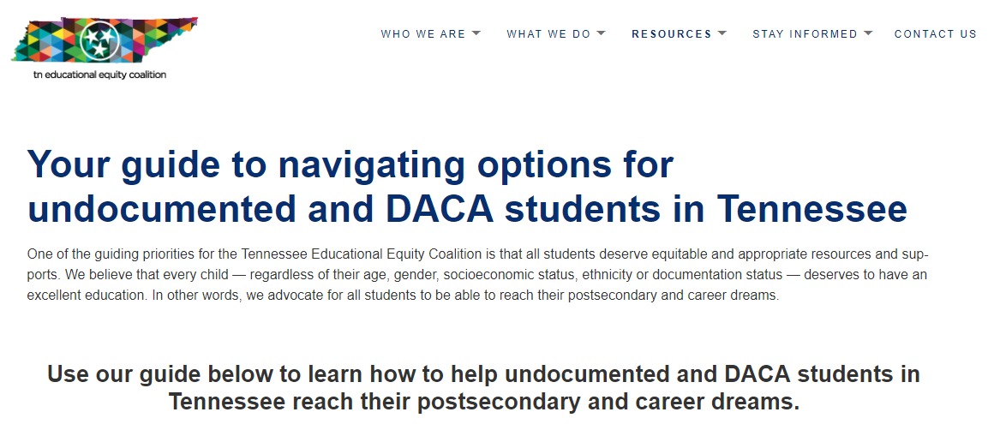 tn educational equity coalition
WHO WE ARE WHAT WE DO RESOURCES STAY INFORMED CONTACT US
Your guide to navigating options for
undocumented and DACA students in Tennessee
One of the guiding priorities for the Tennessee Educational Equity Coalition is that all students deserve equitable and appropriate resources and sup-
ports. We believe that every child — regardless of their age, gender, socioeconomic status, ethnicity or documentation status — deserves to have an
excellent education. In other words, we advocate for all students to be able to reach their postsecondary and career dreams.
Use our guide below to learn how to help undocumented and DACA students in
Tennessee reach their postsecondary and career dreams.